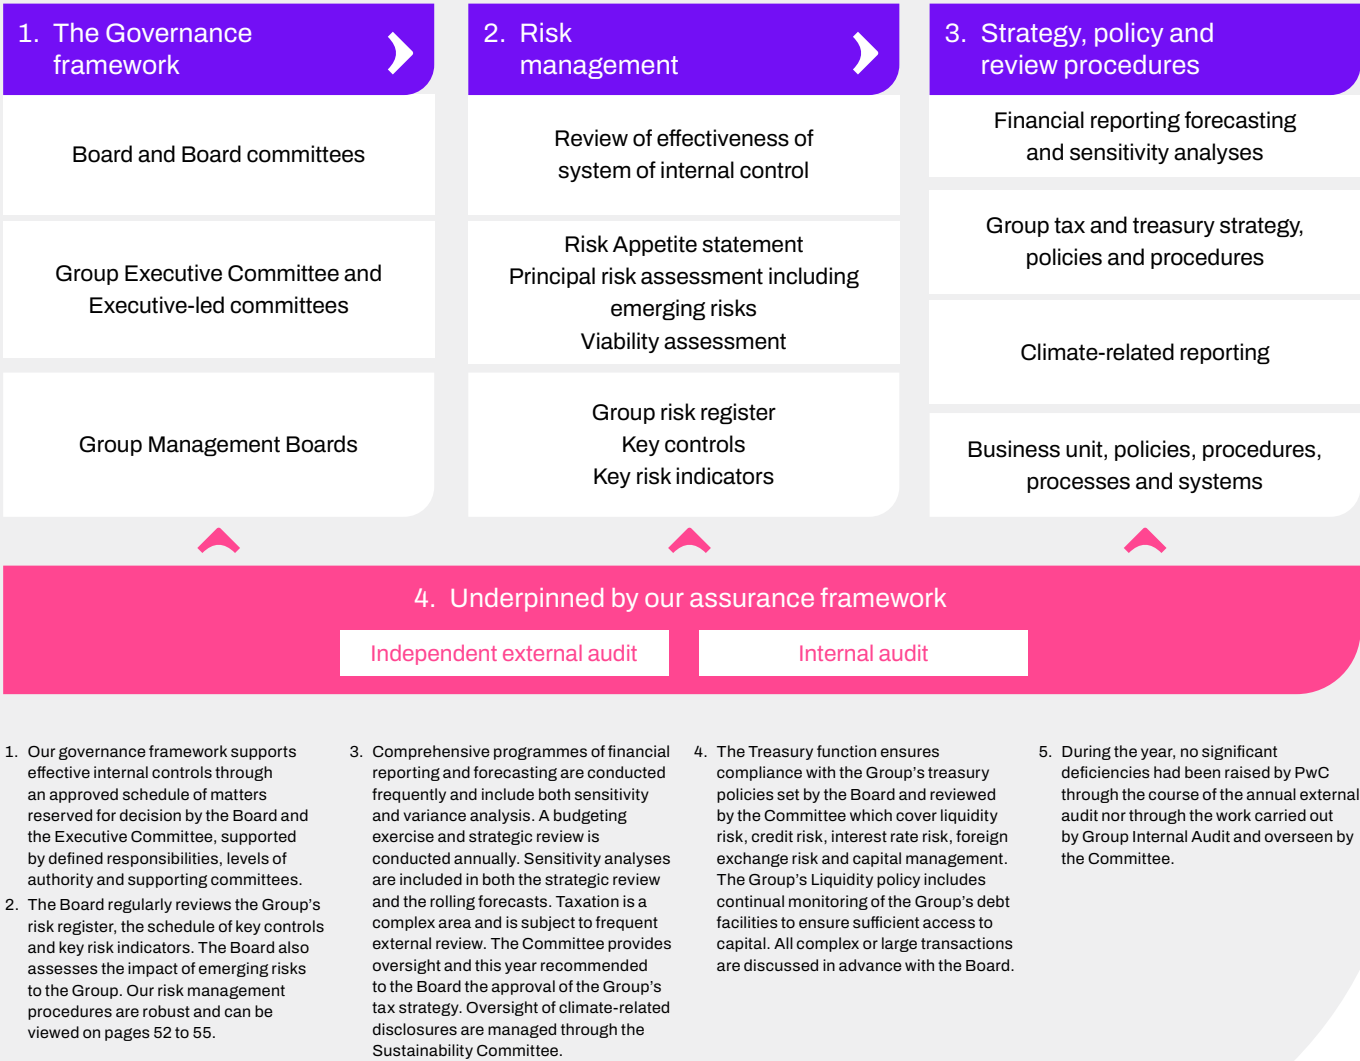 1. The Governance
framework
Board and Board committees
Group Executive Committee and
Executive-led committees
Group Management Boards
2. Risk
management
Review of effectiveness of
system of internal control
Risk Appetite statement
Principal risk assessment including
emerging risks
Viability assessment
Group risk register
Key controls
Key risk indicators
3. Strategy, policy and
review procedures
Financial reporting forecasting
and sensitivity analyses
Group tax and treasury strategy,
policies and procedures
Climate-related reporting
Business unit, policies, procedures,
processes and systems
4. Underpinned by our assurance framework
Independent external audit
Internal audit
1. Our governance framework supports
effective internal controls through
an approved schedule of matters
reserved for decision by the Board and
the Executive Committee, supported
by defined responsibilities, levels of
authority and supporting committees.
2. The Board regularly reviews the Group's
risk register, the schedule of key controls
and key risk indicators. The Board also
assesses the impact of emerging risks
to the Group. Our risk management
procedures are robust and can be
viewed on pages 52 to 55.
3. Comprehensive programmes of financial
reporting and forecasting are conducted
frequently and include both sensitivity
and variance analysis. A budgeting
exercise and strategic review is
conducted annually. Sensitivity analyses
are included in both the strategic review
and the rolling forecasts. Taxation is a
complex area and is subject to frequent
external review. The Committee provides
oversight and this year recommended
to the Board the approval of the Group's
tax strategy. Oversight of climate-related
disclosures are managed through the
Sustainability Committee.
4. The Treasury function ensures
compliance with the Group's treasury
policies set by the Board and reviewed
by the Committee which cover liquidity
risk, credit risk, interest rate risk, foreign
exchange risk and capital management.
The Group's Liquidity policy includes
continual monitoring of the Group's debt
facilities to ensure sufficient access to
capital. All complex or large transactions
are discussed in advance with the Board.
5. During the year, no significant
deficiencies had been raised by PwC
through the course of the annual external
audit nor through the work carried out
by Group Internal Audit and overseen by
the Committee.